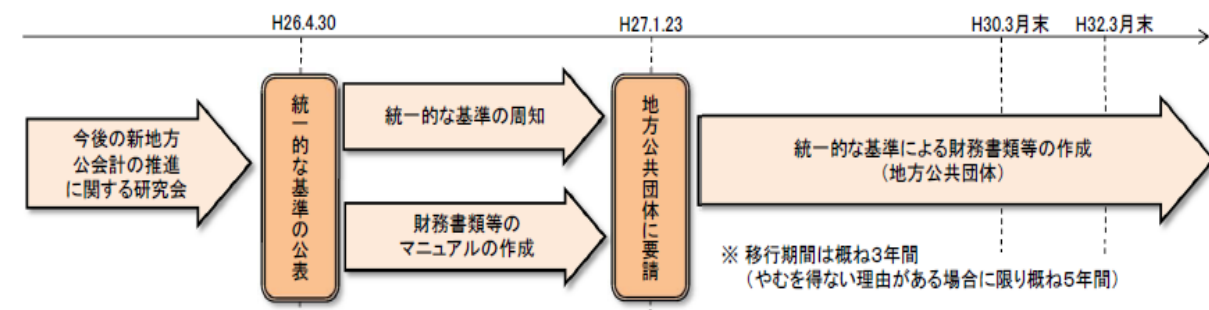 H26.4.30
H27.1.23
H30.3月末
H32.3月末
今後の新地方
公会計の推進
に関する研究会
統一的な基準の公表
統一的な基準の周知
財務書類等の
マニュアルの作成
地方公共団体に要請
統一的な基準による財務書類等の作成
(地方公共団体)
※ 移行期間は概ね3年間
(やむを得ない理由がある場合に限り概ね5年間)